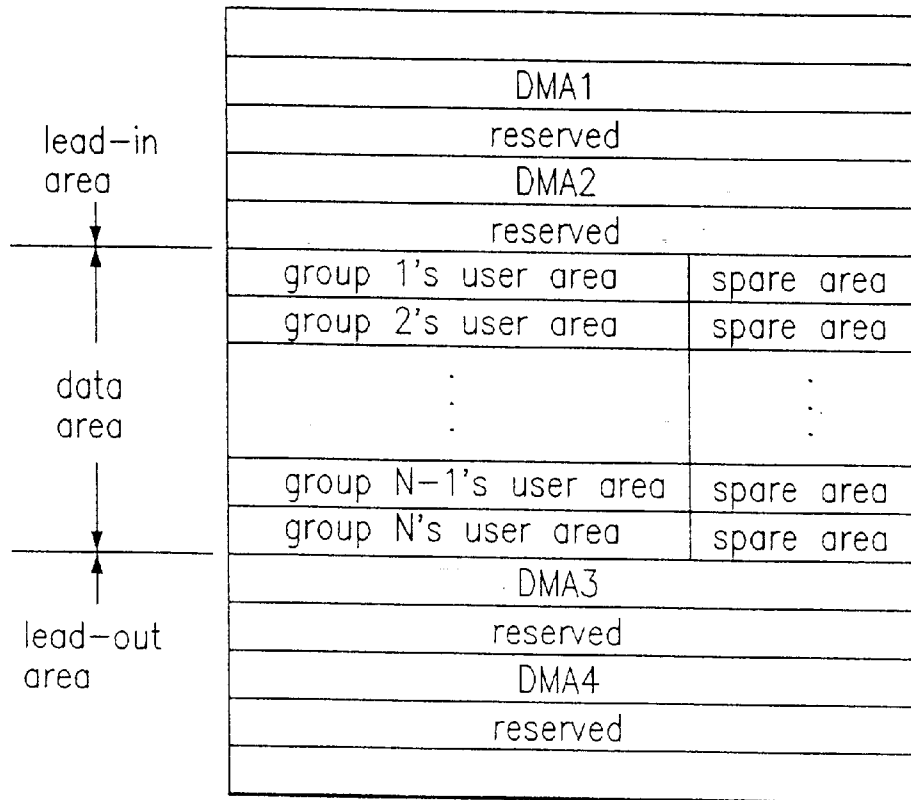 DMA1
reserved
lead-in
area
DMA2
reserved
group 1's user area spare area
group 2's user area spare area
data
area
group N-1's user area spare area
group N's user area spare area
DMA3
lead-out
area
reserved
DMA4
reserved